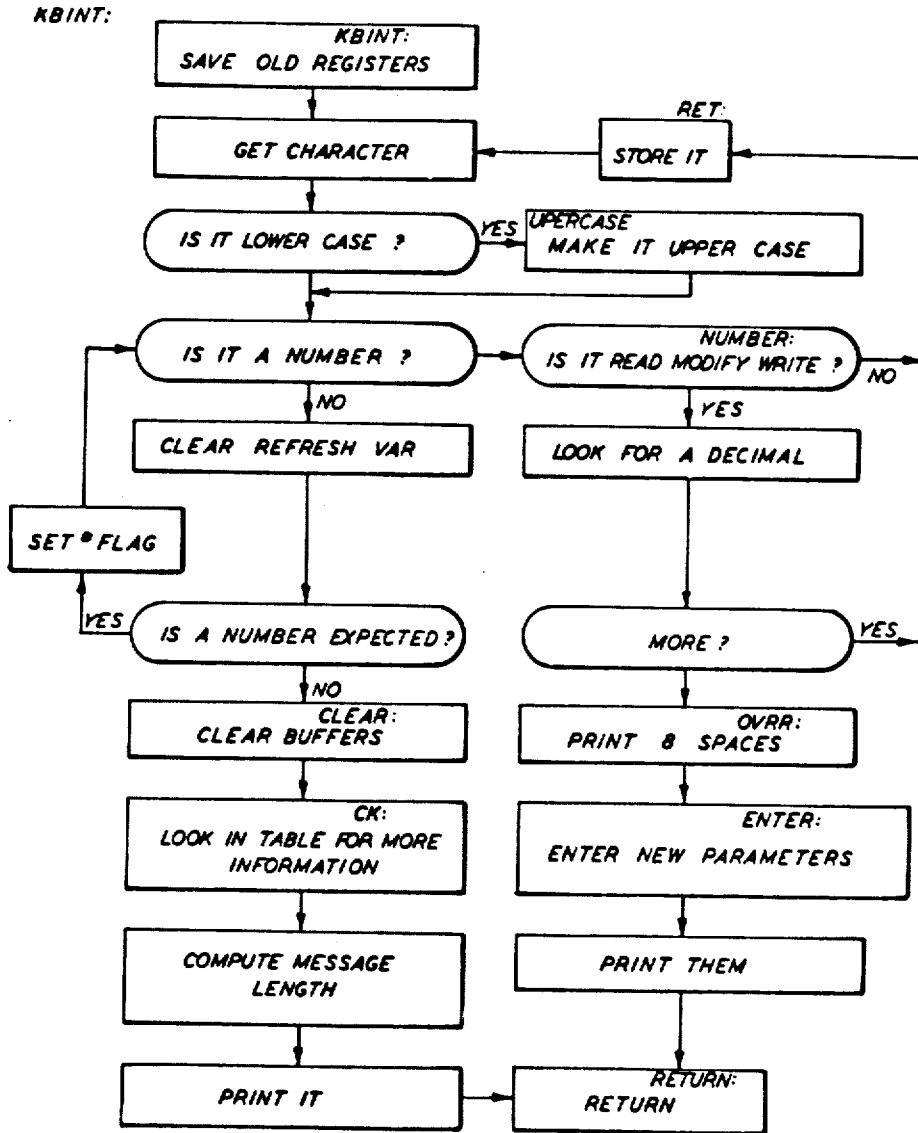 KBINT:
KBINT:
SAVE OLD REGISTERS
RET:
GET CHARACTER
STORE IT
IS IT LOWER CASE ?
YES
UPERCASE
MAKE IT UPPER CASE
IS IT A NUMBER ?
NUMBER:
IS IT READ MODIFY WRITE ?
NO
NO
YES
CLEAR REFRESH VAR
LOOK FOR A DECIMAL
SET # FLAG
YES
IS A NUMBER EXPECTED ?
MORE ?
YES
NO
CLEAR:
CLEAR BUFFERS
OVRR:
PRINT 8 SPACES
CK:
LOOK IN TABLE FOR MORE
INFORMATION
ENTER:
ENTER NEW PARAMETERS
COMPUTE MESSAGE
LENGTH
PRINT THEM
PRINT IT
RETURN:
RETURN